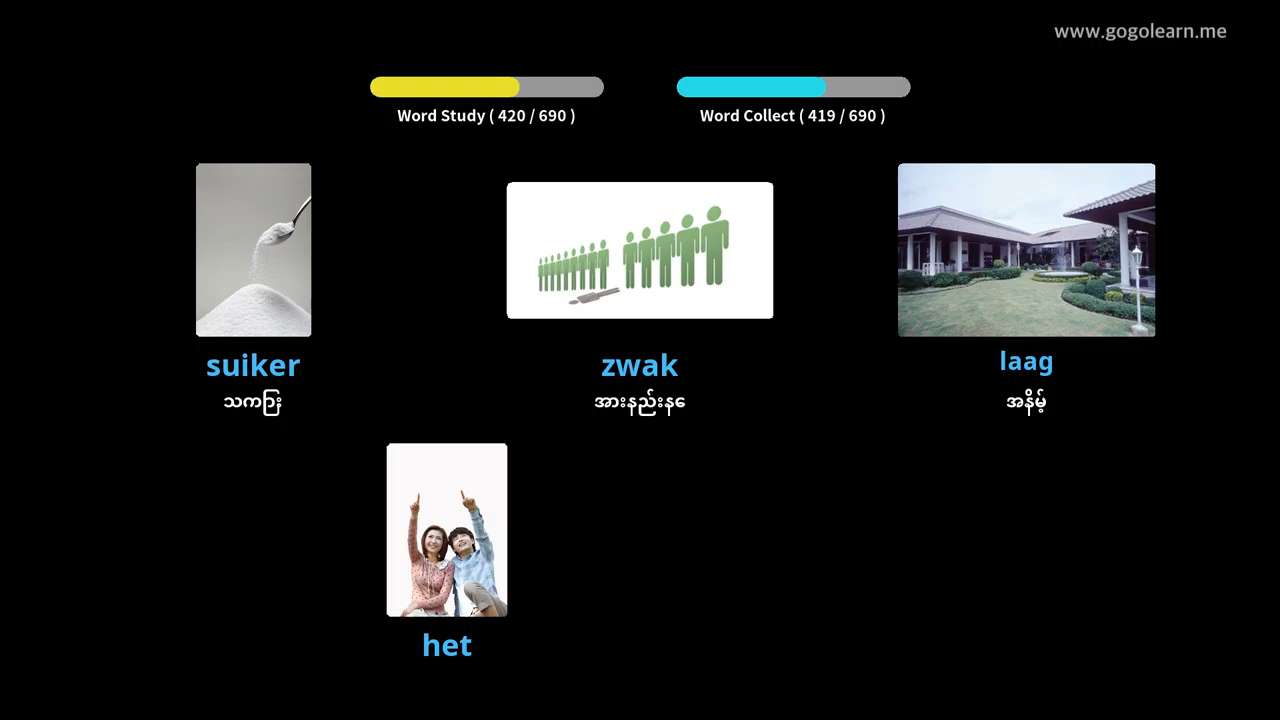 www.gogolearn.me
Word Study ( 420 / 690 )
Word Collect ( 419 / 690 )
suiker
zwak
laag
သကြား
အားနည်းနေ
အနိမ့်
het